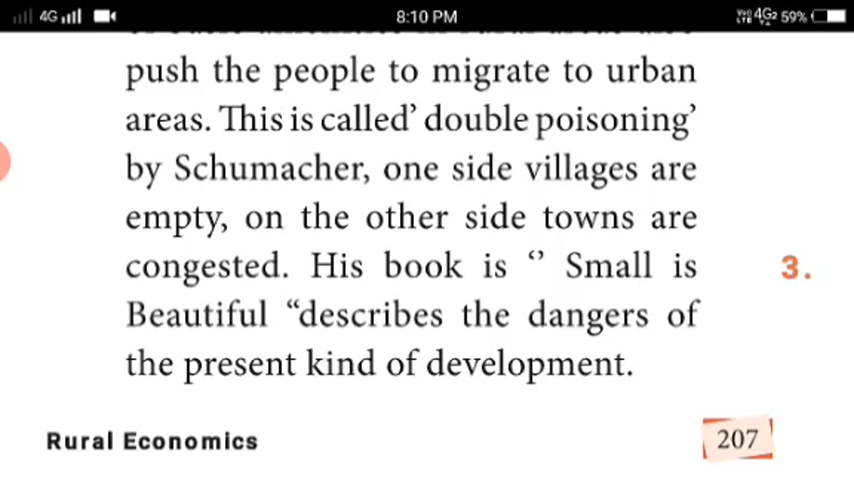 4G 8:10 PM 4G2 59%
push the people to migrate to urban
areas. This is called’ double poisoning’
by Schumacher, one side villages are
empty, on the other side towns are
congested. His book is ‘’ Small is
3.
Beautiful “describes the dangers of
the present kind of development.
Rural Economics
207